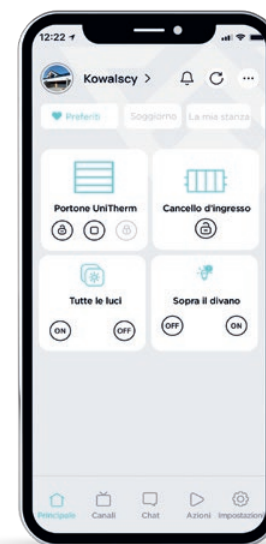 12:22
Kowalscy >
Preferiti
Soggiorno
La mia stanza
Portone UniTherm
Cancello d'ingresso
Tutte le luci
Sopra il divano
ON
OFF
OFF
ON
Principale
Canali
Chat
Azioni
Impostazioni